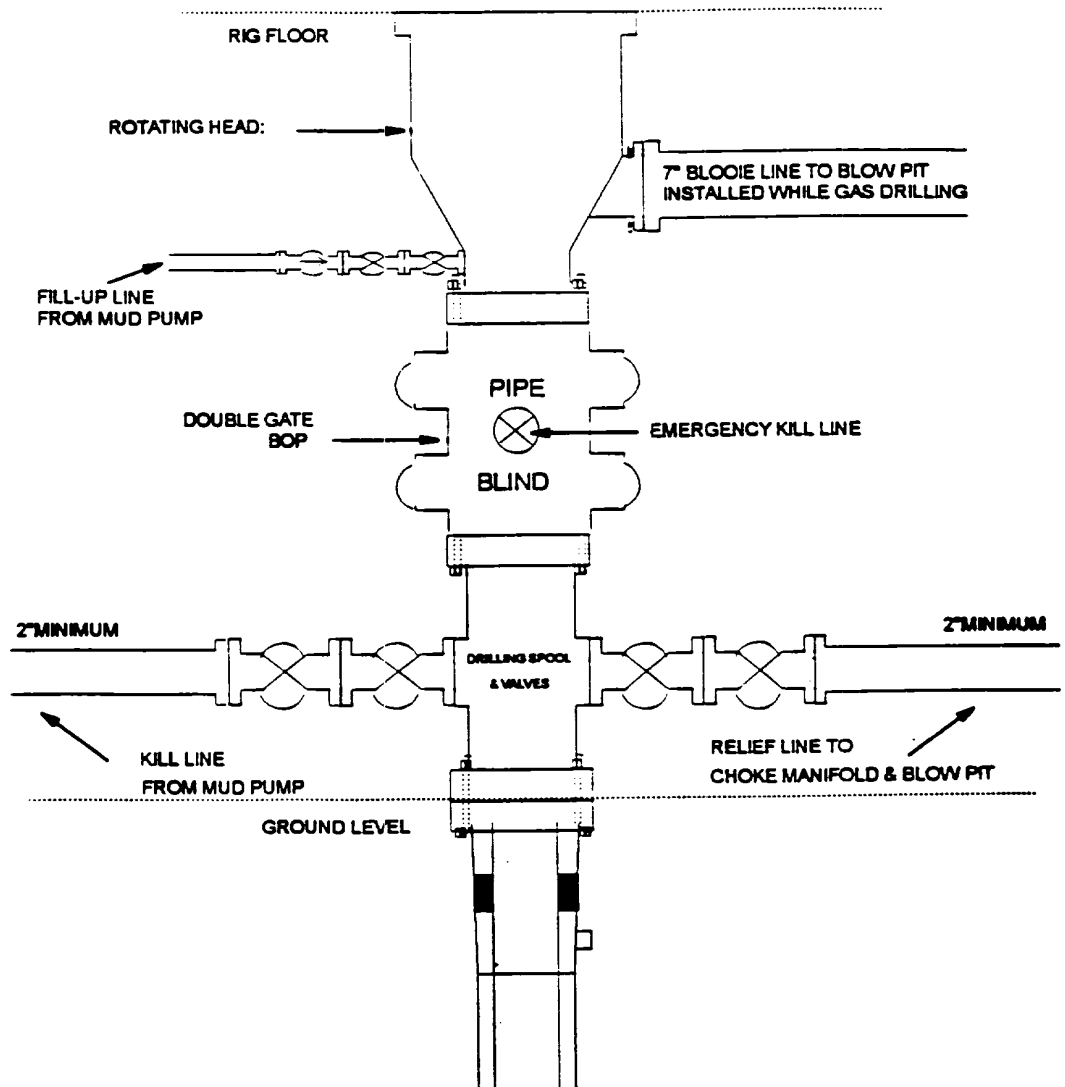 RIG FLOOR
ROTATING HEAD:
7" BLOOIE LINE TO BLOW PIT
INSTALLED WHILE GAS DRILLING
FILL-UP LINE
FROM MUD PUMP
PIPE
DOUBLE GATE
BOP
EMERGENCY KILL LINE
BLIND
2"MINIMUM
2"MINIMUM
DRILLING SPOOL
& VALVES
KILL LINE
FROM MUD PUMP
RELIEF LINE TO
CHOKE MANIFOLD & BLOW PIT
GROUND LEVEL